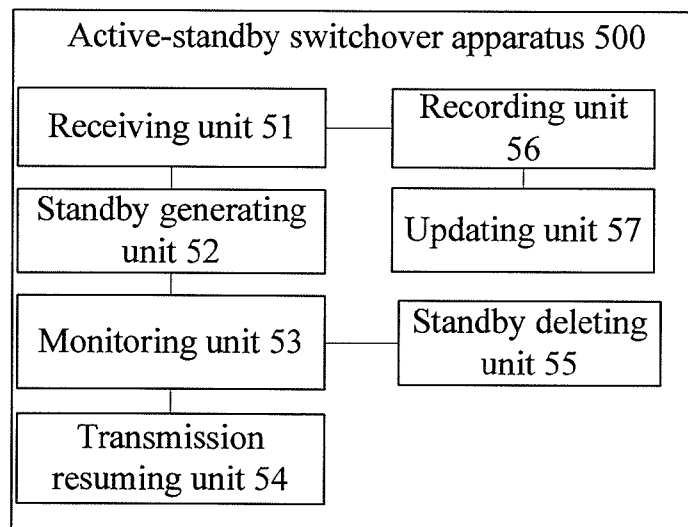 Active-standby switchover apparatus 500
Receiving unit 51
Recording unit
56
Standby generating
unit 52
Updating unit 57
Monitoring unit 53
Standby deleting
unit 55
Transmission
resuming unit 54